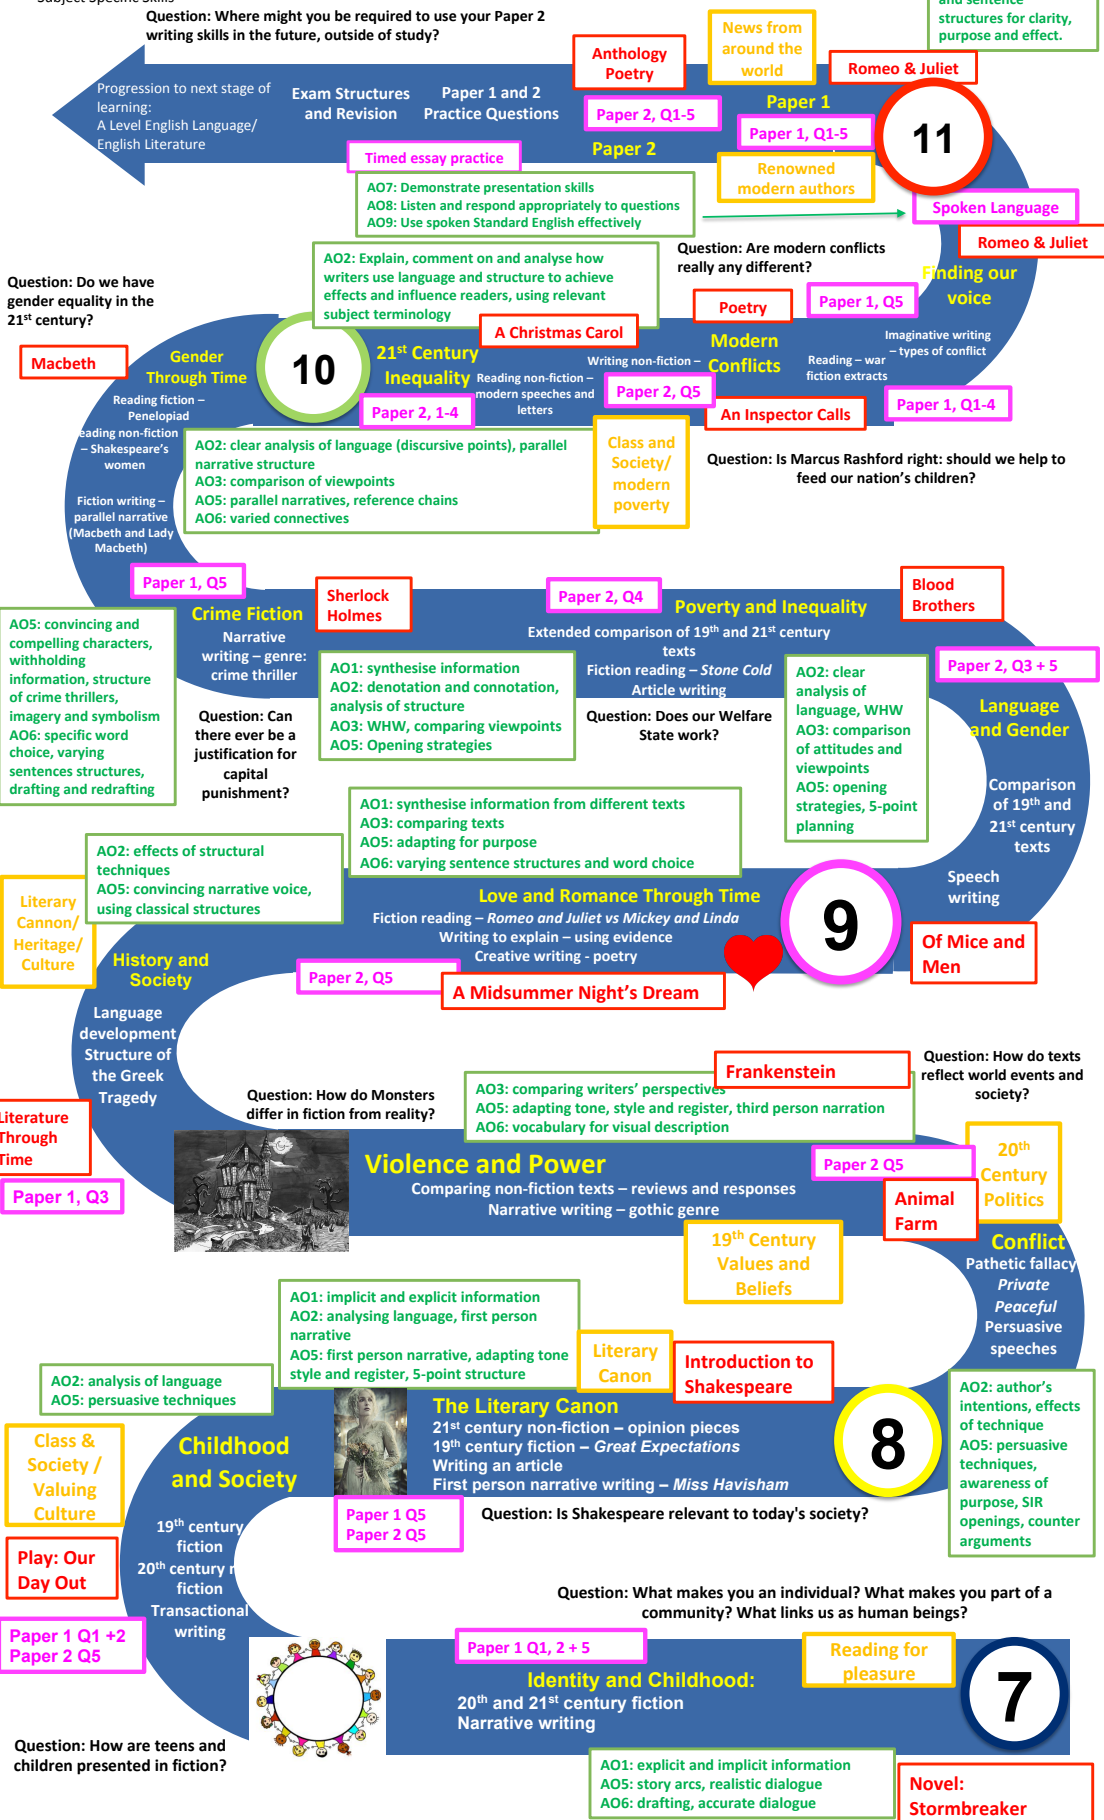 Subject Specific Skills
and sentence
structures for clarity,
purpose and effect.
Question: Where might you be required to use your Paper 2
writing skills in the future, outside of study?
News from
around the
world
Anthology
Poetry
Romeo & Juliet
Progression to next stage of
learning:
A Level English Language/
English Literature
Exam Structures
and Revision
Paper 1 and 2
Practice Questions
Paper 2, Q1-5
Paper 1
Paper 1, Q1-5
11
Paper 2
Timed essay practice
Renowned
modern authors
AO7: Demonstrate presentation skills
AO8: Listen and respond appropriately to questions
AO9: Use spoken Standard English effectively
Spoken Language
Romeo & Juliet
Question: Are modern conflicts
really any different?
Finding our
voice
AO2: Explain, comment on and analyse how
writers use language and structure to achieve
effects and influence readers, using relevant
subject terminology
Question: Do we have
gender equality in the
21st century?
Poetry
Paper 1, Q5
A Christmas Carol
Imaginative writing
– types of conflict
Macbeth
Gender
Through Time
10
21st Century
Inequality
Writing non-fiction –
Modern
Conflicts
Reading – war
fiction extracts
Reading non-fiction –
modern speeches and
letters
Paper 2, Q5
Paper 2, 1-4
An Inspector Calls
Paper 1, Q1-4
Reading fiction –
Penelopiad
eading non-fiction
– Shakespeare's
women
AO2: clear analysis of language (discursive points), parallel
narrative structure
AO3: comparison of viewpoints
AO5: parallel narratives, reference chains
AO6: varied connectives
Class and
Society/
modern
poverty
Question: Is Marcus Rashford right: should we help to
feed our nation's children?
Fiction writing –
parallel narrative
(Macbeth and Lady
Macbeth)
Paper 1, Q5
Sherlock
Holmes
Paper 2, Q4
Blood
Brothers
Crime Fiction
Narrative
writing – genre:
crime thriller
Poverty and Inequality
Extended comparison of 19th and 21st century
texts
Fiction reading – Stone Cold
Article writing
AO5: convincing and
compelling characters,
withholding
information, structure
of crime thrillers,
imagery and symbolism
AO6: specific word
choice, varying
sentences structures,
drafting and redrafting
AO1: synthesise information
AO2: denotation and connotation,
analysis of structure
AO3: WHW, comparing viewpoints
AO5: Opening strategies
AO2: clear
analysis of
language, WHW
AO3: comparison
of attitudes and
viewpoints
AO5: opening
strategies, 5-point
planning
Paper 2, Q3 + 5
Language
and Gender
Question: Can
there ever be a
justification for
capital
punishment?
Question: Does our Welfare
State work?
Comparison
of 19th and
21st century
texts
AO1: synthesise information from different texts
AO3: comparing texts
AO5: adapting for purpose
AO6: varying sentence structures and word choice
AO2: effects of structural
techniques
AO5: convincing narrative voice,
using classical structures
Speech
writing
Literary
Cannon/
Heritage/
Culture
Love and Romance Through Time
Fiction reading – Romeo and Juliet vs Mickey and Linda
Writing to explain – using evidence
Creative writing - poetry
9
Of Mice and
Men
History and
Society
Paper 2, Q5
A Midsummer Night's Dream
Language
development
Structure of
the Greek
Tragedy
Question: How do texts
reflect world events and
society?
Frankenstein
Question: How do Monsters
differ in fiction from reality?
AO3: comparing writers' perspectives
AO5: adapting tone, style and register, third person narration
AO6: vocabulary for visual description
Literature
Through
Time
Paper 1, Q3
Violence and Power
Comparing non-fiction texts – reviews and responses
Narrative writing – gothic genre
Paper 2 Q5
20th
Century
Politics
Animal
Farm
19th Century
Values and
Beliefs
Conflict
Pathetic fallacy
Private
Peaceful
Persuasive
speeches
AO1: implicit and explicit information
AO2: analysing language, first person
narrative
AO5: first person narrative, adapting tone
style and register, 5-point structure
Literary
Canon
Introduction to
Shakespeare
AO2: analysis of language
AO5: persuasive techniques
AO2: author's
intentions, effects
of technique
AO5: persuasive
techniques,
awareness of
purpose, SIR
openings, counter
arguments
The Literary Canon
21st century non-fiction – opinion pieces
19th century fiction – Great Expectations
Writing an article
First person narrative writing – Miss Havisham
8
Class &
Society /
Valuing
Culture
Childhood
and Society
Paper 1 Q5
Paper 2 Q5
Question: Is Shakespeare relevant to today's society?
19th century
fiction
20th century n
fiction
Transactional
writing
Play: Our
Day Out
Paper 1 Q1 +2
Paper 2 Q5
Question: What makes you an individual? What makes you part of a
community? What links us as human beings?
Paper 1 Q1, 2 + 5
Reading for
pleasure
7
Identity and Childhood:
20th and 21st century fiction
Narrative writing
Question: How are teens and
children presented in fiction?
AO1: explicit and implicit information
AO5: story arcs, realistic dialogue
AO6: drafting, accurate dialogue
Novel:
Stormbreaker